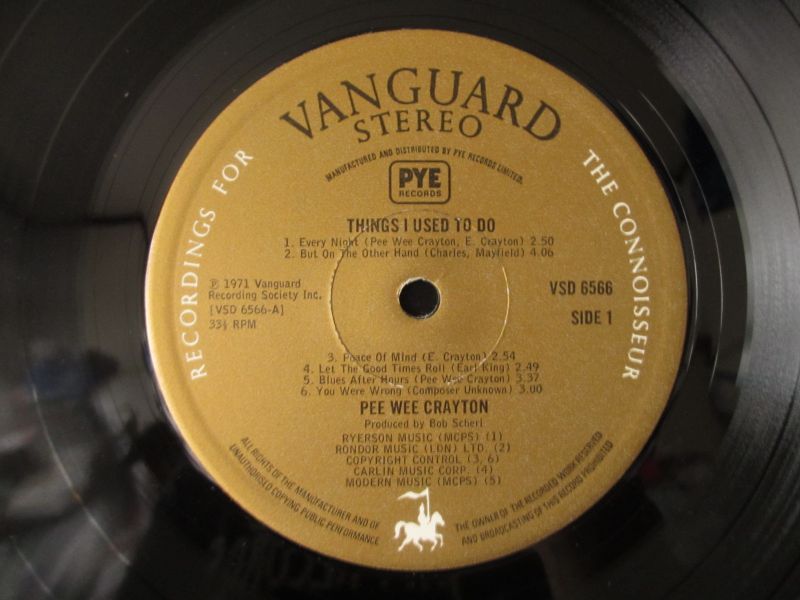 VANGUARD
STEREO
RECORDINGS FOR THE CONNOISSEUR
MANUFACTURED AND DISTRIBUTED BY PYE RECORDS LIMITED.
PYE
RECORDS
THINGS I USED TO DO
1. Every Night (Pee Wee Crayton, E. Crayton) 2.50
2. But On The Other Hand (Charles, Mayfield) 4.06
℗ 1971 Vanguard
Recording Society Inc.
[VSD 6566-A]
33⅓ RPM
VSD 6566
SIDE 1
3. Peace Of Mind (E. Crayton) 2.54
4. Let The Good Times Roll (Earl King) 2.49
5. Blues After Hours (Pee Wee Crayton) 3.37
6. You Were Wrong (Composer Unknown) 3.00
PEE WEE CRAYTON
Produced by Bob Scherl
RYERSON MUSIC (MCPS) (1)
RONDOR MUSIC (LDN) LTD. (2)
COPYRIGHT CONTROL (3, 6)
CARLIN MUSIC CORP. (4)
MODERN MUSIC (MCPS) (5)
ALL RIGHTS OF THE MANUFACTURER AND OF THE OWNER OF THE RECORDED WORK RESERVED
UNAUTHORISED COPYING PUBLIC PERFORMANCE AND BROADCASTING OF THIS RECORD PROHIBITED